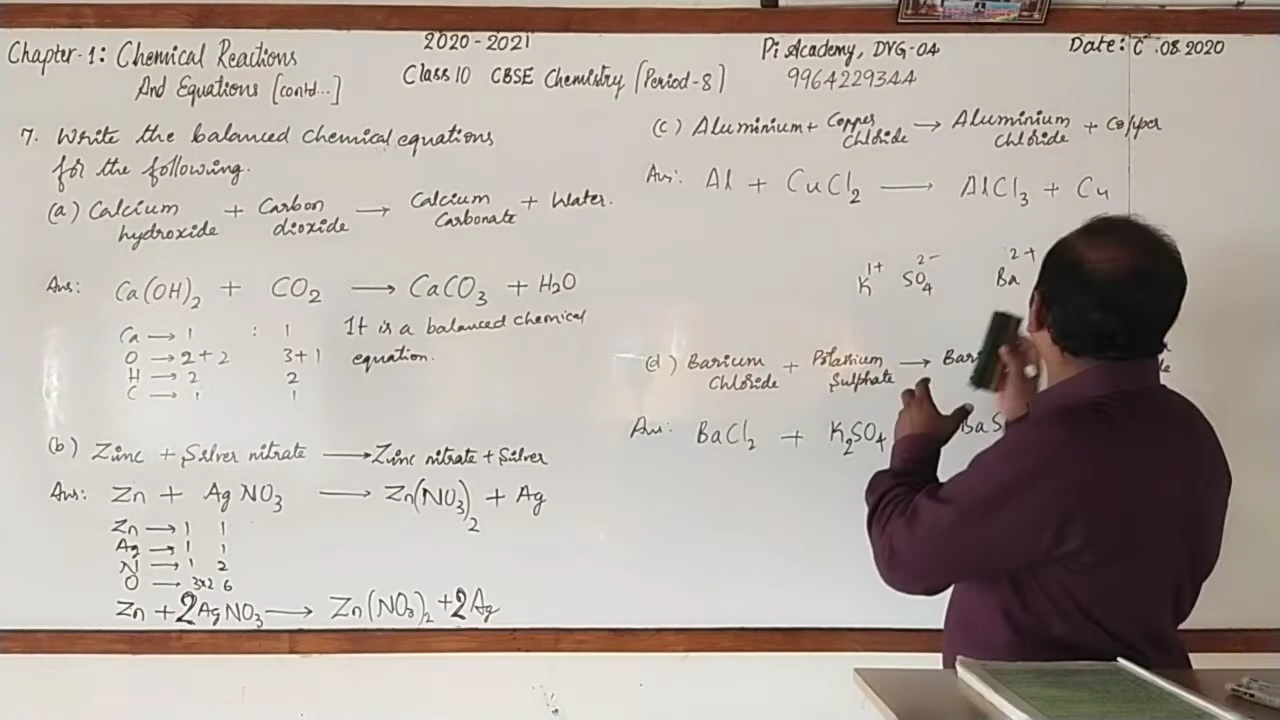 Chapter-1: Chemical Reactions
And Equations [contd...]
2020-2021
Class 10 CBSE Chemistry [Period-8]
Pi Academy, DVG-04
9964229344
Date: .08.2020
7. Write the balanced chemical equations
for the following.
(a) Calcium hydroxide + Carbon dioxide → Calcium Carbonate + Water.
Ans: Ca(OH)₂ + CO₂ → CaCO₃ + H₂O
Ca → 1 : 1
O → 2+2 3+1
H → 2 2
C → 1 1
It is a balanced chemical
equation.
(b) Zinc + Silver nitrate → Zinc nitrate + Silver
Ans: Zn + AgNO₃ → Zn(NO₃)₂ + Ag
Zn → 1 1
Ag → 1 1
N → 1 2
O → 3×2 6
Zn + 2AgNO₃ → Zn(NO₃)₂ + 2Ag
(c) Aluminium + Copper Chloride → Aluminium Chloride + Copper
Ans: Al + CuCl₂ → AlCl₃ + Cu
K¹⁺ SO₄²⁻ Ba²⁺
(d) Barium Chloride + Potassium Sulphate →
Ans: BaCl₂ + K₂SO₄